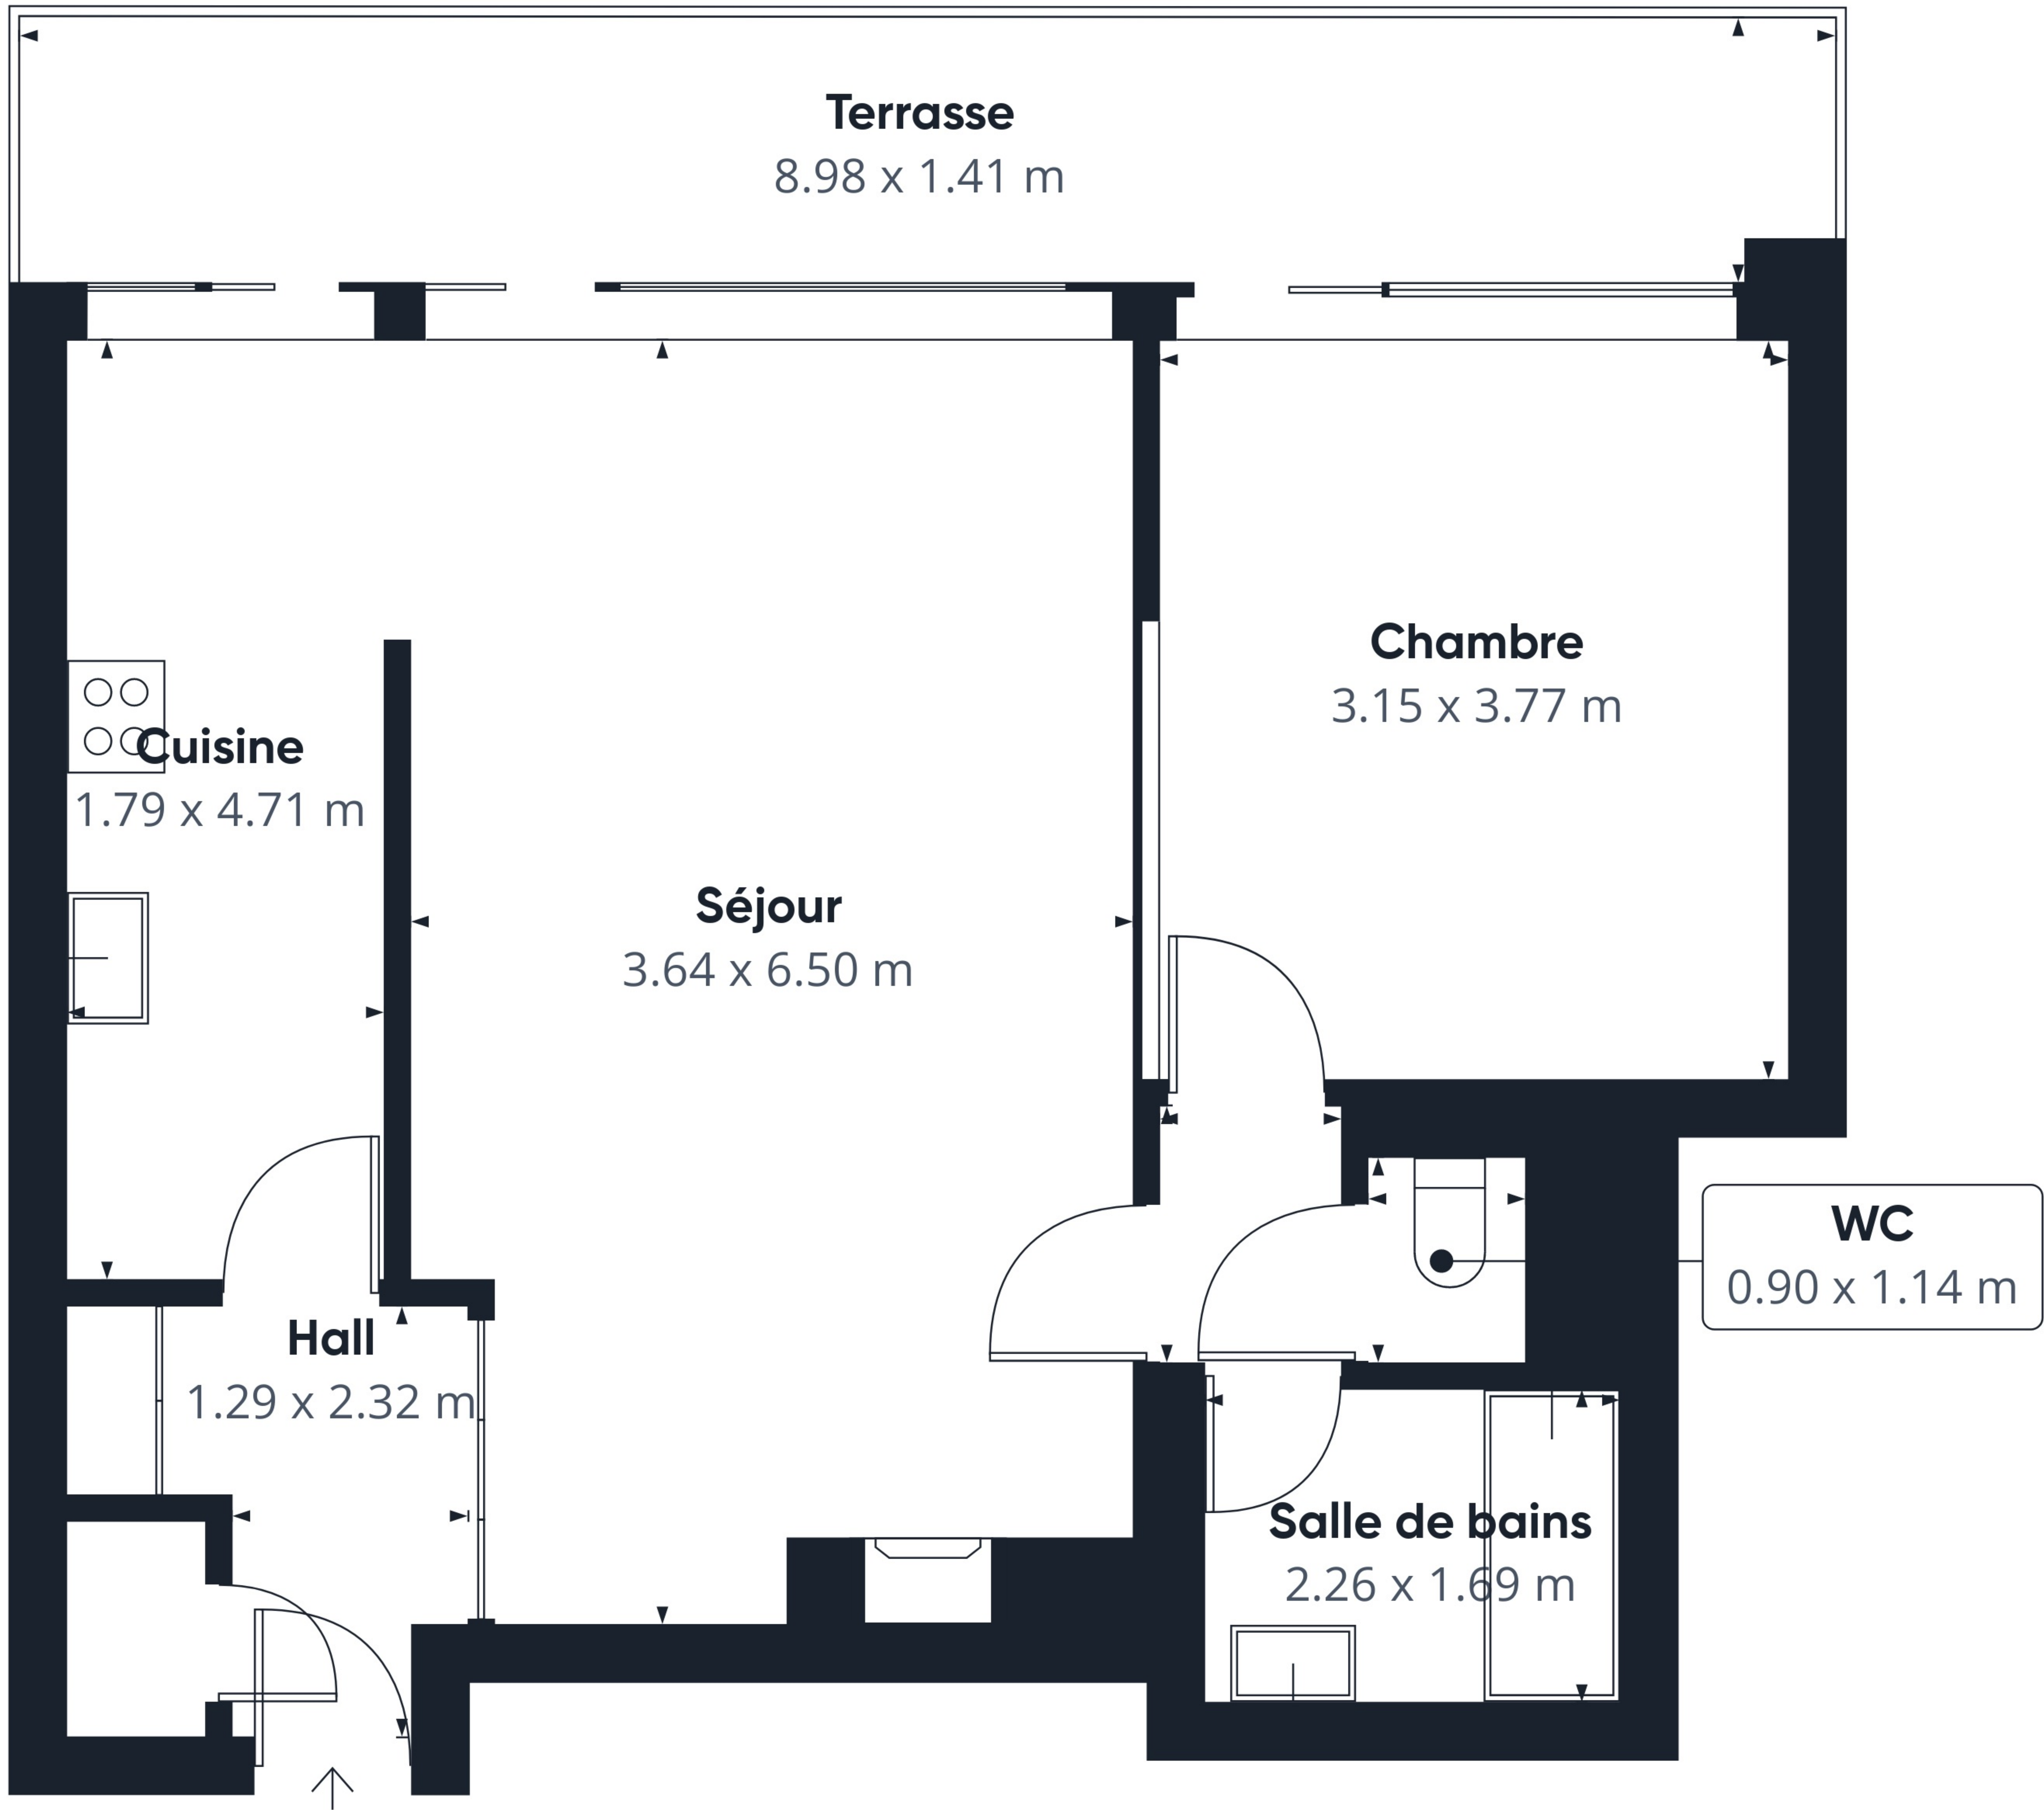 Terrasse
8.98 x 1.41 m
Chambre
3.15 x 3.77 m
Cuisine
1.79 x 4.71 m
Séjour
3.64 x 6.50 m
WC
0.90 x 1.14 m
Hall
1.29 x 2.32 m
Salle de bains
2.26 x 1.69 m